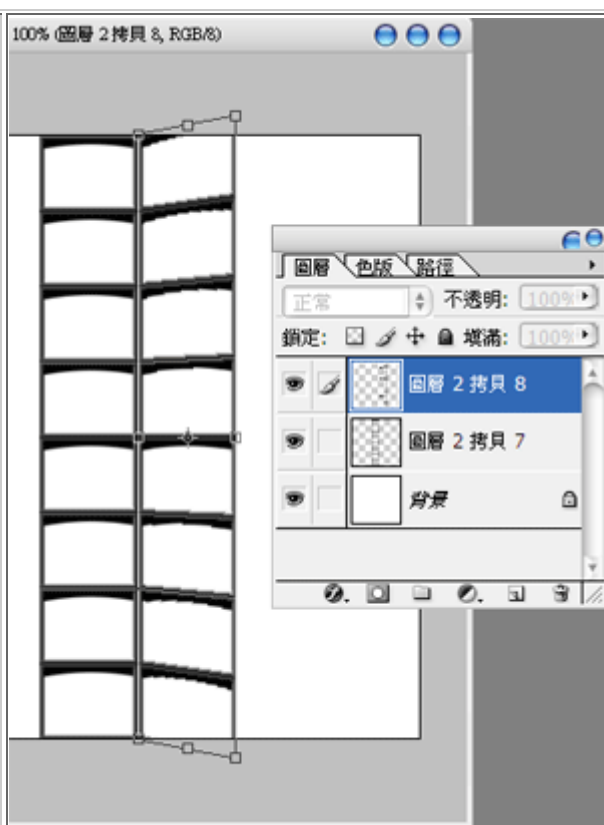 100% (圖層 2 拷貝 8, RGB/8)
圖層 色版 路徑
正常 不透明: 100%
鎖定: 填滿: 100%
圖層 2 拷貝 8
圖層 2 拷貝 7
背景